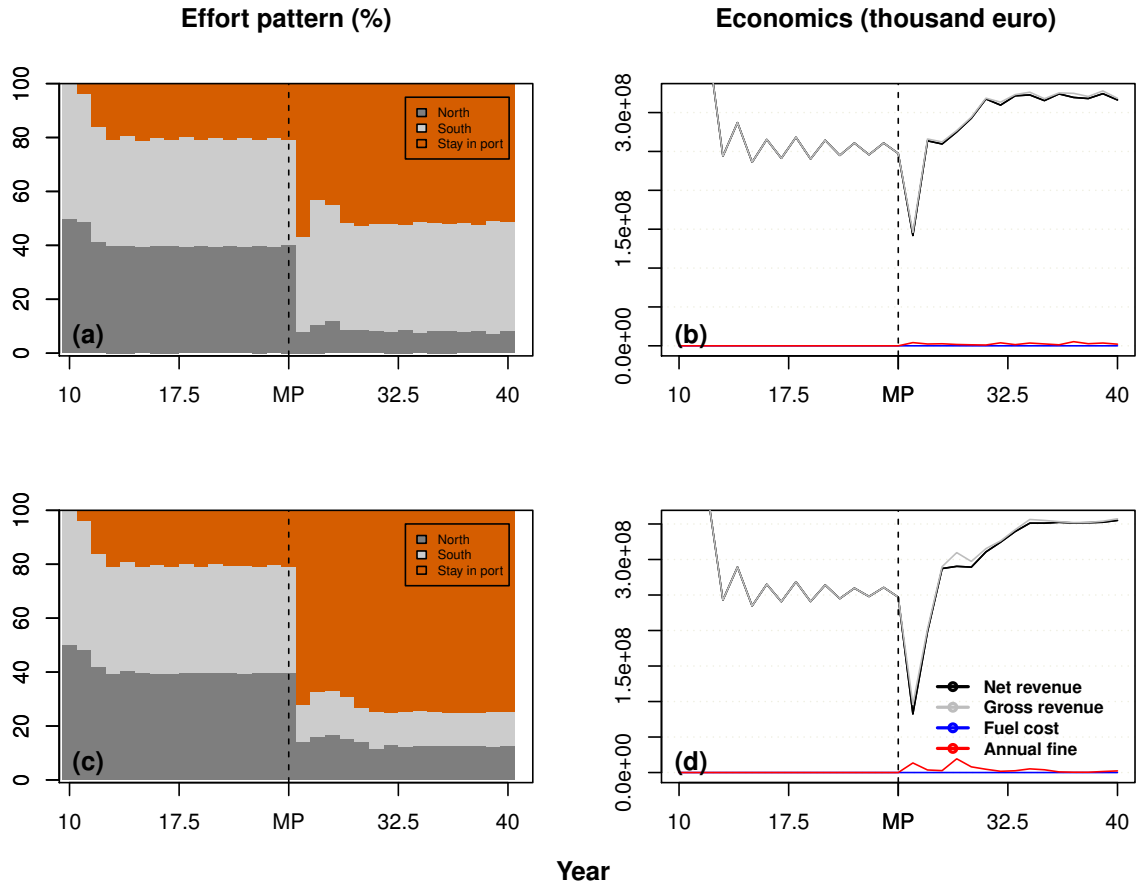 Effort pattern (%)
Economics (thousand euro)
0
20
40
60
80
100
North
South
Stay in port
(a)
10
17.5
MP
32.5
40
0.0e+00
1.5e+08
3.0e+08
(b)
10
17.5
MP
32.5
40
0
20
40
60
80
100
North
South
Stay in port
(c)
10
17.5
MP
32.5
40
0.0e+00
1.5e+08
3.0e+08
Net revenue
Gross revenue
Fuel cost
Annual fine
(d)
10
17.5
MP
32.5
40
Year